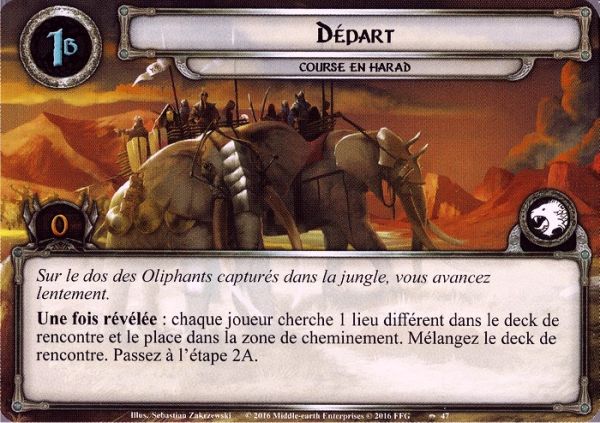 1B
Départ
Course en Harad
0
Sur le dos des Oliphants capturés dans la jungle, vous avancez
lentement.
Une fois révélée : chaque joueur cherche 1 lieu différent dans le deck de
rencontre et le place dans la zone de cheminement. Mélangez le deck de
rencontre. Passez à l'étape 2A.
Illus. Sebastian Zakrzewski © 2016 Middle-earth Enterprises © 2016 FFG 47